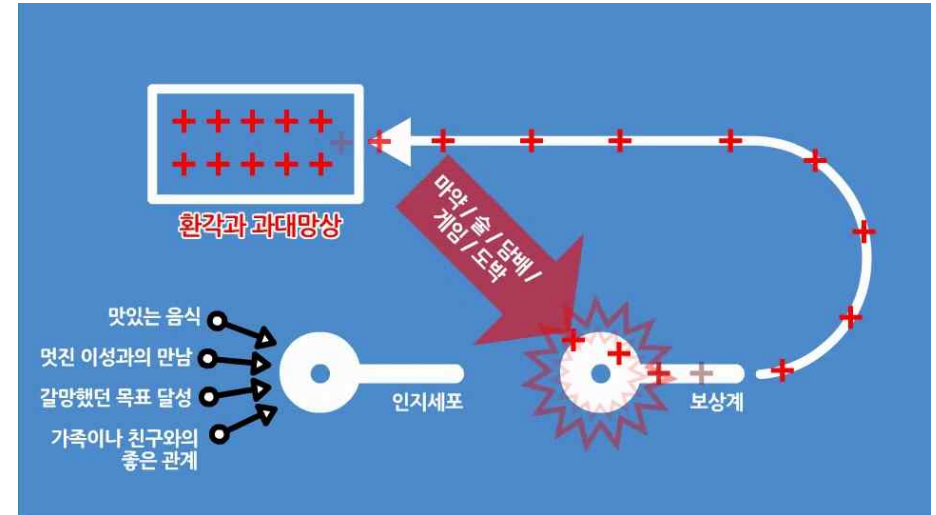 마약 / 술 / 담배 /
게임 / 도박
환각과 과대망상
맛있는 음식
멋진 이성과의 만남
갈망했던 목표 달성
가족이나 친구와의
좋은 관계
인지세포
보상계